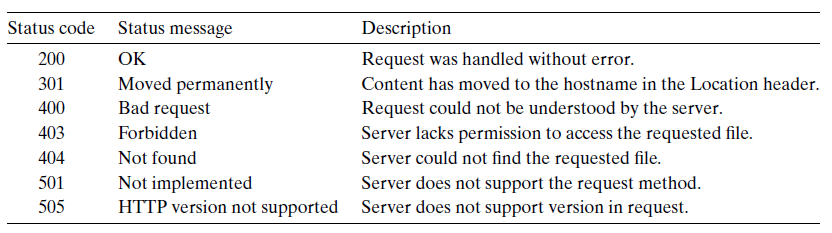 Status code Status message Description
200 OK Request was handled without error.
301 Moved permanently Content has moved to the hostname in the Location header.
400 Bad request Request could not be understood by the server.
403 Forbidden Server lacks permission to access the requested file.
404 Not found Server could not find the requested file.
501 Not implemented Server does not support the request method.
505 HTTP version not supported Server does not support version in request.